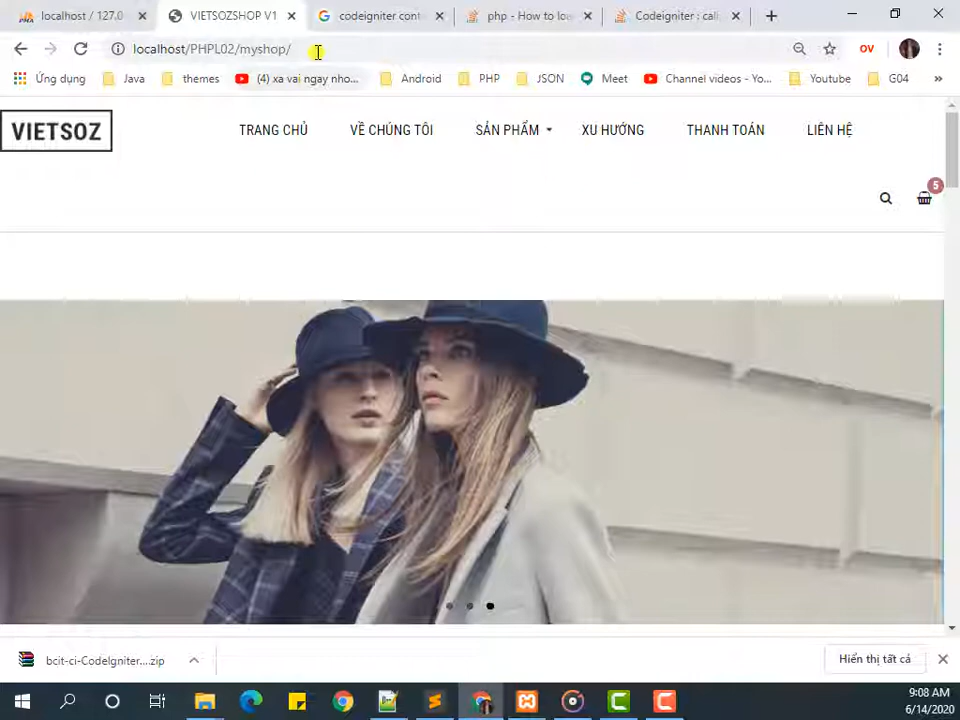 localhost / 127.0
VIETSOZSHOP V1
codeigniter cont
php - How to loa
Codeigniter : cali
localhost/PHPL02/myshop/
OV
Ứng dụng
Java
themes
(4) xa vai ngay nho...
Android
PHP
JSON
Meet
Channel videos - Yo...
Youtube
G04
»
VIETSOZ
TRANG CHỦ
VỀ CHÚNG TÔI
SẢN PHẨM
XU HƯỚNG
THANH TOÁN
LIÊN HỆ
5
bcit-ci-CodeIgniter....zip
Hiển thị tất cả
9:08 AM
6/14/2020